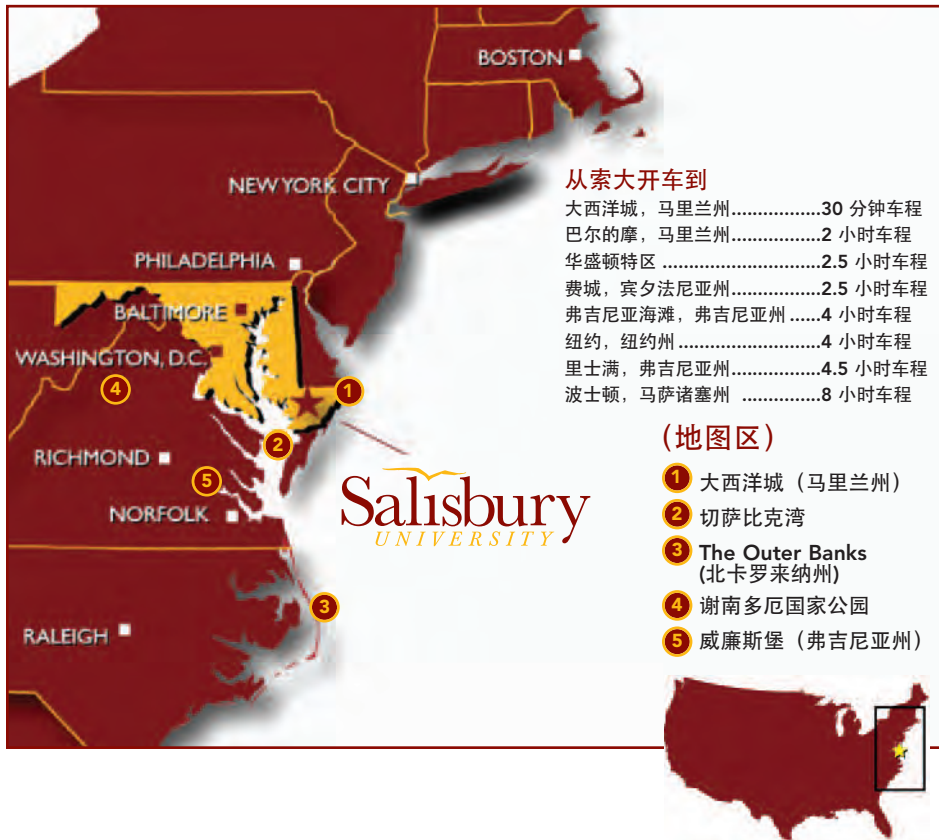 BOSTON
NEW YORK CITY
PHILADELPHIA
BALTIMORE
WASHINGTON, D.C.
4
1
2
RICHMOND
5
NORFOLK
3
RALEIGH
Salisbury
UNIVERSITY
从索大开车到
大西洋城，马里兰州................30 分钟车程
巴尔的摩，马里兰州................2 小时车程
华盛顿特区 ............................2.5 小时车程
费城，宾夕法尼亚州................2.5 小时车程
弗吉尼亚海滩，弗吉尼亚州......4 小时车程
纽约，纽约州..........................4 小时车程
里士满，弗吉尼亚州................4.5 小时车程
波士顿，马萨诸塞州 ..............8 小时车程
(地图区)
1 大西洋城（马里兰州）
2 切萨比克湾
3 The Outer Banks
(北卡罗来纳州)
4 谢南多厄国家公园
5 威廉斯堡（弗吉尼亚州）